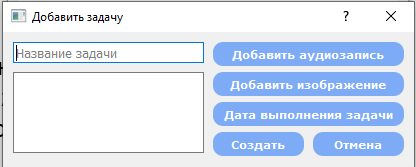 Добавить задачу
Название задачи
Добавить аудиозапись
Добавить изображение
Дата выполнения задачи
Создать
Отмена